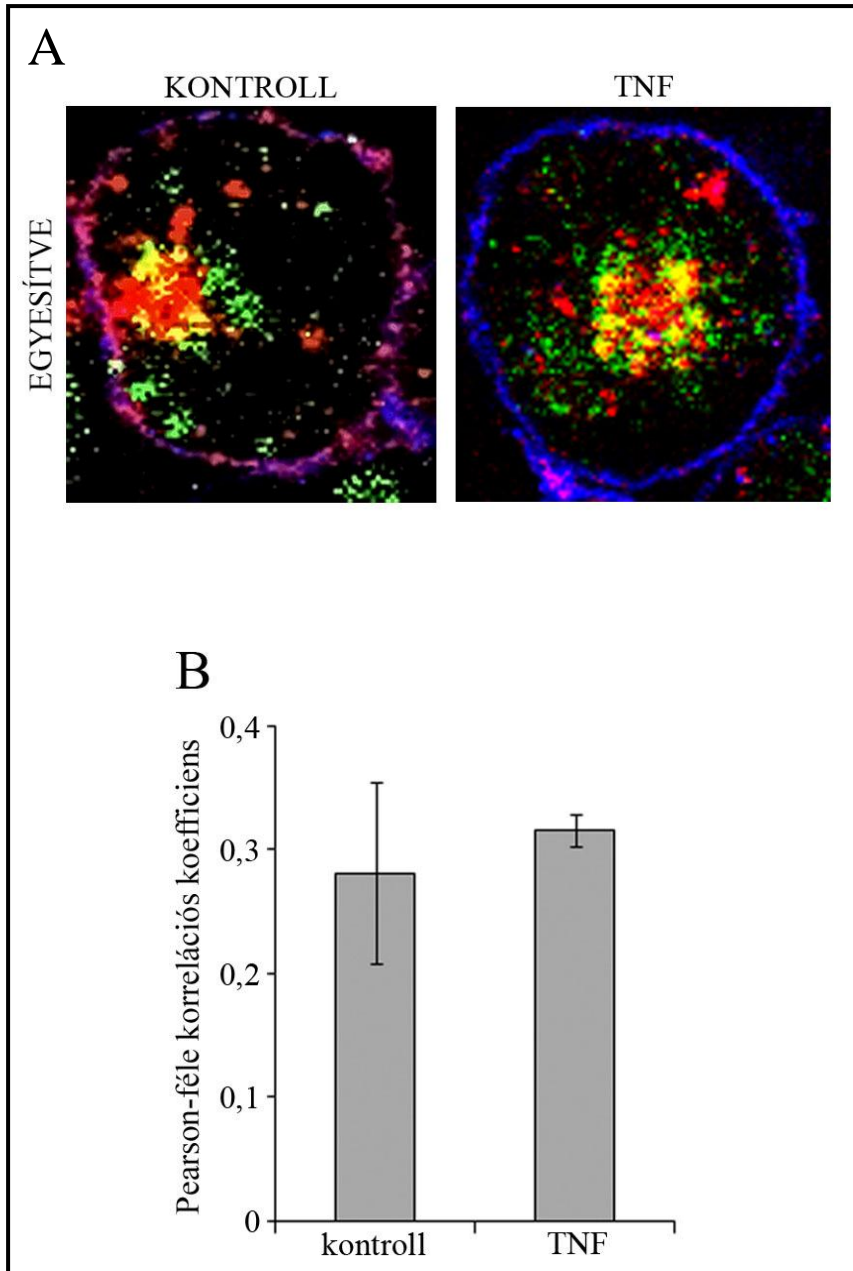 A
KONTROLL TNF
EGYESÍTVE
B
Pearson-féle korrelációs koefficiens
0,4
0,3
0,2
0,1
0
kontroll TNF